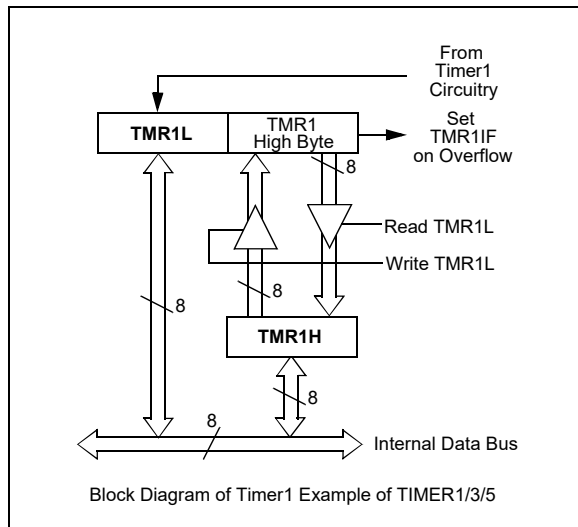 From
Timer1
Circuitry
TMR1L
TMR1
High Byte
Set
TMR1IF
on Overflow
8
Read TMR1L
Write TMR1L
8
8
TMR1H
8
8
Internal Data Bus
Block Diagram of Timer1 Example of TIMER1/3/5